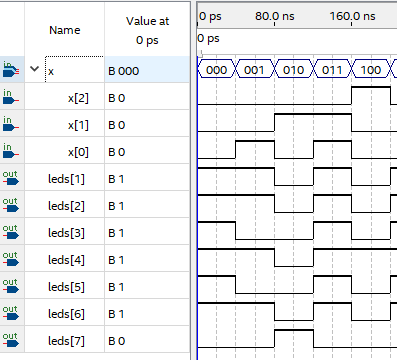 Name
Value at
0 ps
0 ps 80.0 ns 160.0 ns
0 ps
in x B 000 000 001 010 011 100
in x[2] B 0
in x[1] B 0
in x[0] B 0
out leds[1] B 1
out leds[2] B 1
out leds[3] B 1
out leds[4] B 1
out leds[5] B 1
out leds[6] B 1
out leds[7] B 0